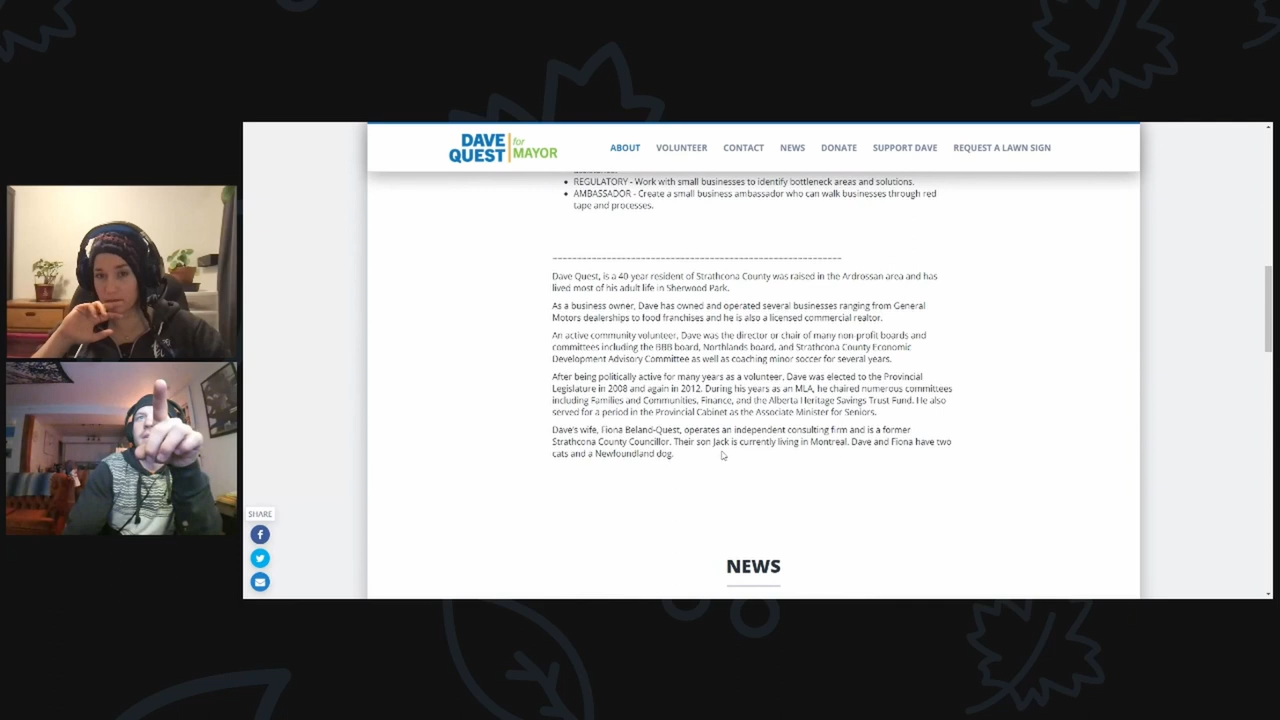 DAVE QUEST for MAYOR
ABOUT VOLUNTEER CONTACT NEWS DONATE SUPPORT DAVE REQUEST A LAWN SIGN
REGULATORY - Work with small businesses to identify bottleneck areas and solutions.
AMBASSADOR - Create a small business ambassador who can walk businesses through red
tape and processes.
Dave Quest, is a 40 year resident of Strathcona County was raised in the Ardrossan area and has
lived most of his adult life in Sherwood Park.
As a business owner, Dave has owned and operated several businesses ranging from General
Motors dealerships to food franchises and he is also a licensed commercial realtor.
An active community volunteer, Dave was the director or chair of many non profit boards and
committees including the BBB board, Northlands board, and Strathcona County Economic
Development Advisory Committee as well as coaching minor soccer for several years.
After being politically active for many years as a volunteer, Dave was elected to the Provincial
Legislature in 2008 and again in 2012. During his years as an MLA, he chaired numerous committees
including Families and Communities, Finance, and the Alberta Heritage Savings Trust Fund. He also
served for a period in the Provincial Cabinet as the Associate Minister for Seniors.
Dave's wife, Fiona Beland-Quest, operates an independent consulting firm and is a former
Strathcona County Councillor. Their son Jack is currently living in Montreal. Dave and Fiona have two
cats and a Newfoundland dog.
SHARE
NEWS